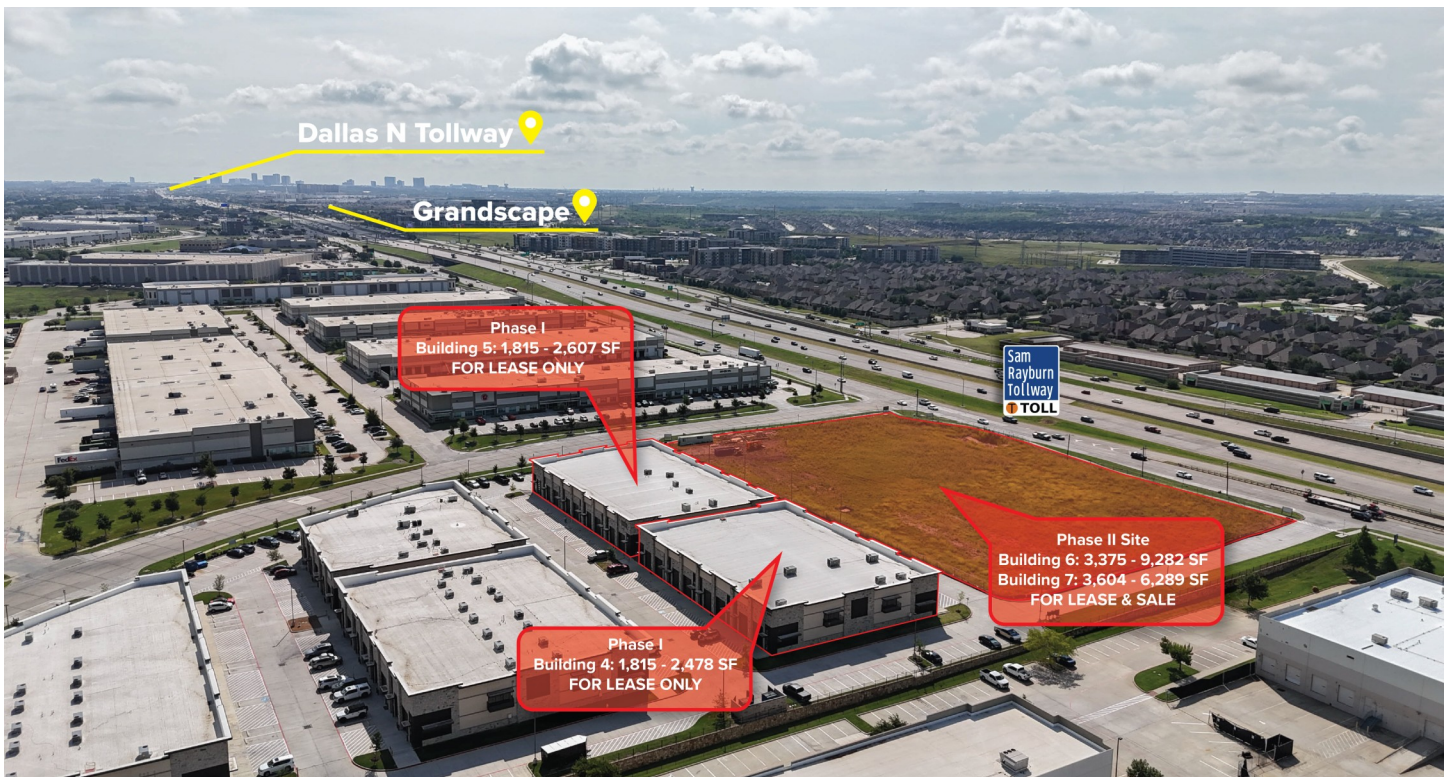 Dallas N Tollway
Grandscape
Phase I
Building 5: 1,815 - 2,607 SF
FOR LEASE ONLY
Sam
Rayburn
Tollway
TOLL
Phase II Site
Building 6: 3,375 - 9,282 SF
Building 7: 3,604 - 6,289 SF
FOR LEASE & SALE
Phase I
Building 4: 1,815 - 2,478 SF
FOR LEASE ONLY
FedEx